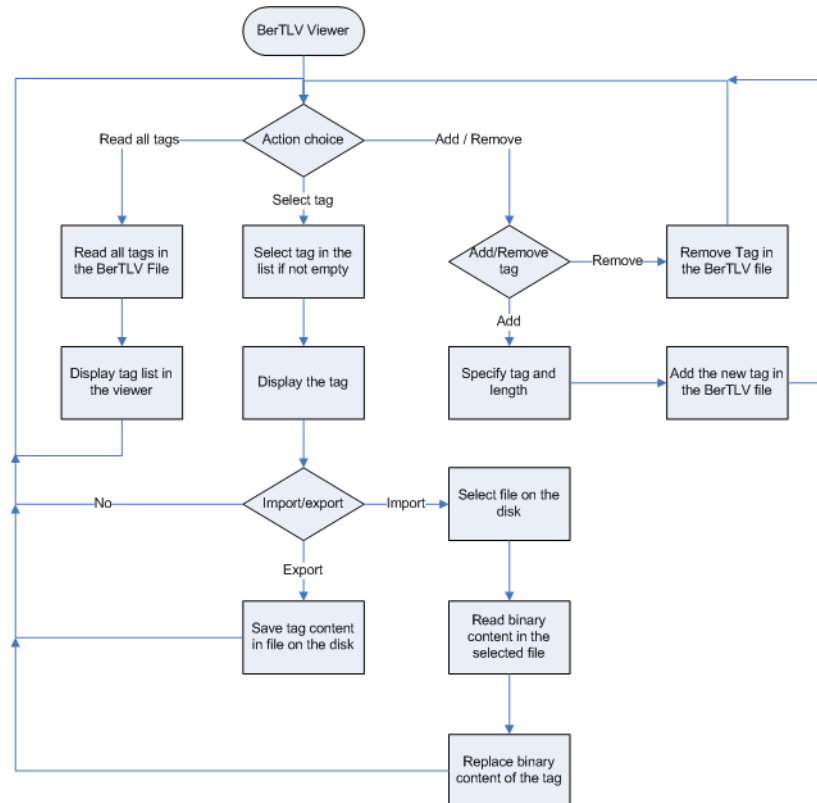 BerTLV Viewer
Read all tags
Action choice
Add / Remove
Select tag
Read all tags in
the BerTLV File
Select tag in the
list if not empty
Add/Remove
tag
Remove
Remove Tag in
the BerTLV file
Add
Display tag list in
the viewer
Display the tag
Specify tag and
length
Add the new tag in
the BerTLV file
No
Import/export
Import
Select file on the
disk
Export
Save tag content
in file on the disk
Read binary
content in the
selected file
Replace binary
content of the tag